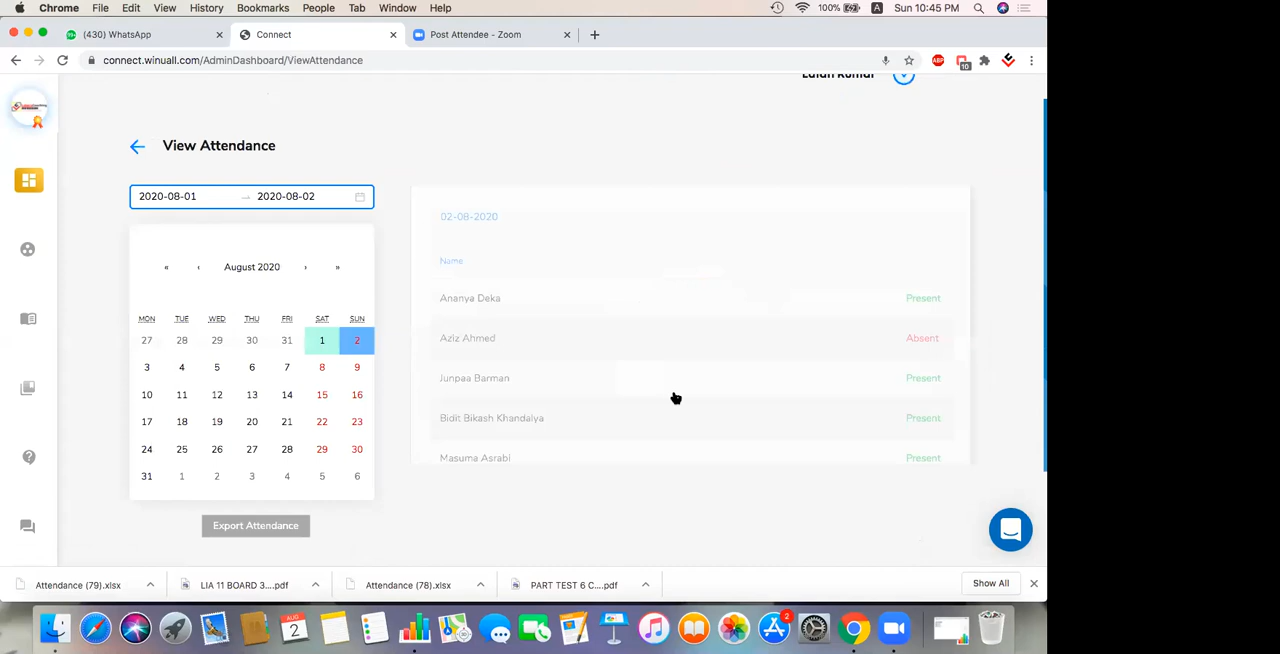 Chrome File Edit View History Bookmarks People Tab Window Help 100% A Sun 10:45 PM
(430) WhatsApp Connect Post Attendee - Zoom
connect.winuall.com/AdminDashboard/ViewAttendance ABP 10
View Attendance
2020-08-01 → 2020-08-02
02-08-2020
« ‹ August 2020 › »
Name
MON TUE WED THU FRI SAT SUN
Ananya Deka Present
27 28 29 30 31 1 2
Aziz Ahmed Absent
3 4 5 6 7 8 9
Junpaa Barman Present
10 11 12 13 14 15 16
Bidit Bikash Khandalya Present
17 18 19 20 21 22 23
24 25 26 27 28 29 30
Masuma Asrabi Present
31 1 2 3 4 5 6
Export Attendance
Attendance (79).xlsx LIA 11 BOARD 3....pdf Attendance (78).xlsx PART TEST 6 C....pdf Show All
AUG
2
2